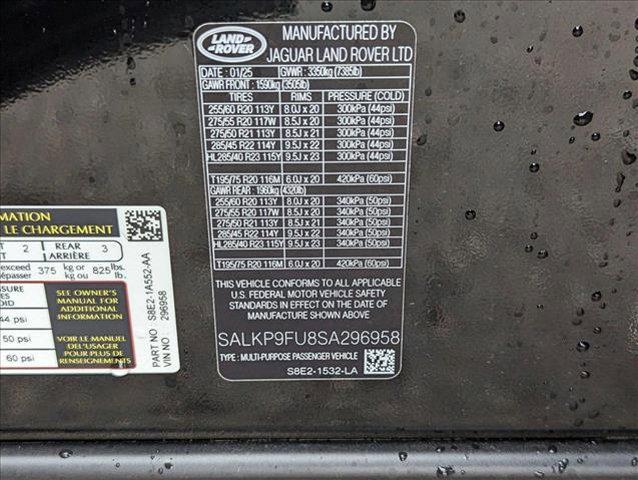 LAND-
-ROVER
MANUFACTURED BY
JAGUAR LAND ROVER LTD
DATE : 01/25 GVWR : 3350kg (7385lb)
GAWR FRONT : 1590kg (3505lb)
TIRES RIMS PRESSURE (COLD)
255/60 R20 113Y 8.0J x 20 300kPa (44psi)
275/55 R20 117W 8.5J x 20 300kPa (44psi)
275/50 R21 113Y 8.5J x 21 300kPa (44psi)
285/45 R22 114Y 9.5J x 22 300kPa (44psi)
HL285/40 R23 115Y 9.5J x 23 300kPa (44psi)
T195/75 R20 116M 6.0J x 20 420kPa (60psi)
GAWR REAR : 1960kg (4320lb)
255/60 R20 113Y 8.0J x 20 340kPa (50psi)
275/55 R20 117W 8.5J x 20 340kPa (50psi)
275/50 R21 113Y 8.5J x 21 340kPa (50psi)
285/45 R22 114Y 9.5J x 22 340kPa (50psi)
HL285/40 R23 115Y 9.5J x 23 340kPa (50psi)
T195/75 R20 116M 6.0J x 20 420kPa (60psi)
THIS VEHICLE CONFORMS TO ALL APPLICABLE
U.S. FEDERAL MOTOR VEHICLE SAFETY
STANDARDS IN EFFECT ON THE DATE OF
MANUFACTURE SHOWN ABOVE
SALKP9FU8SA296958
TYPE : MULTI-PURPOSE PASSENGER VEHICLE
S8E2-1532-LA
RMATION
LE CHARGEMENT
T 2 REAR 3
ARRIÈRE
exceed 375 kg or 825 lbs.
dépasser kg ou lb.
SURE
ES
OID
44 psi
50 psi
60 psi
SEE OWNER'S
MANUAL FOR
ADDITIONAL
INFORMATION
VOIR LE MANUEL
DE L'USAGER
POUR PLUS DE
RENSEIGNEMENTS
PART NO S8E2-1A552-AA
VIN NO 296958